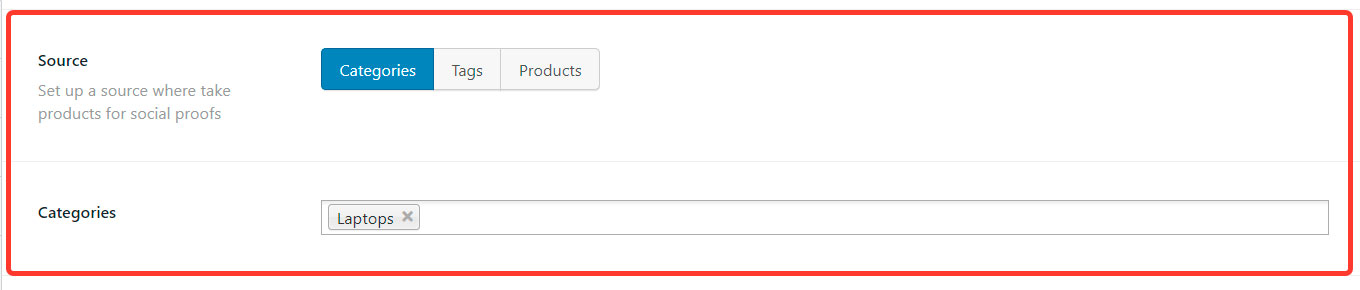 Source
Categories Tags Products
Set up a source where take
products for social proofs
Categories
Laptops